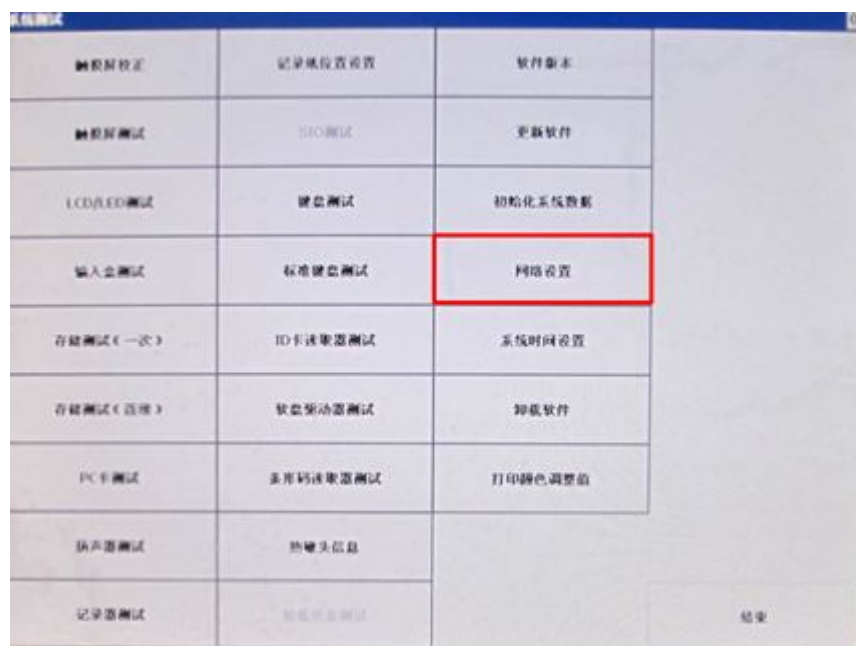 系统测试
触摸屏校正 记录纸位置设置 软件版本
触摸屏测试 SIO测试 更新软件
LCD/LED测试 键盘测试 初始化系统数据
输入盒测试 标准键盘测试 网络设置
存储测试(一次) ID卡读取器测试 系统时间设置
存储测试(连续) 软盘驱动器测试 卸载软件
PC卡测试 条形码读取器测试 打印颜色调整值
扬声器测试 热敏头信息
记录器测试 结束